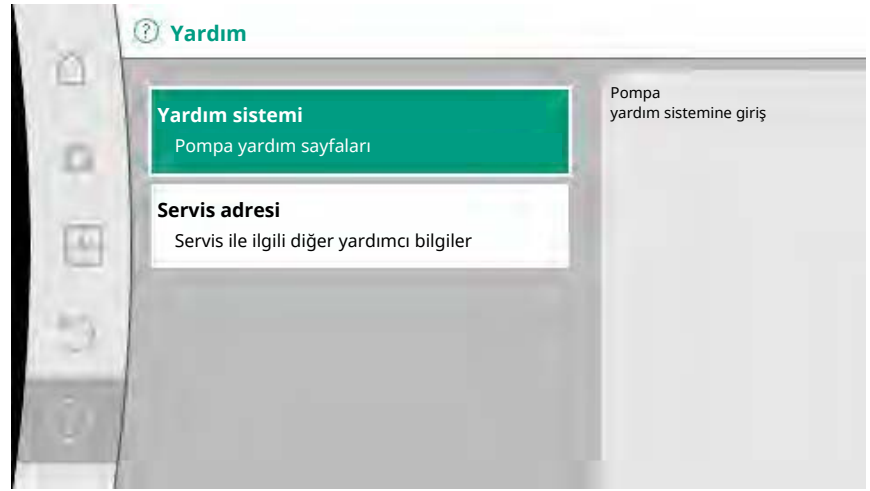 Yardım
Yardım sistemi
Pompa yardım sayfaları
Servis adresi
Servis ile ilgili diğer yardımcı bilgiler
Pompa
yardım sistemine giriş